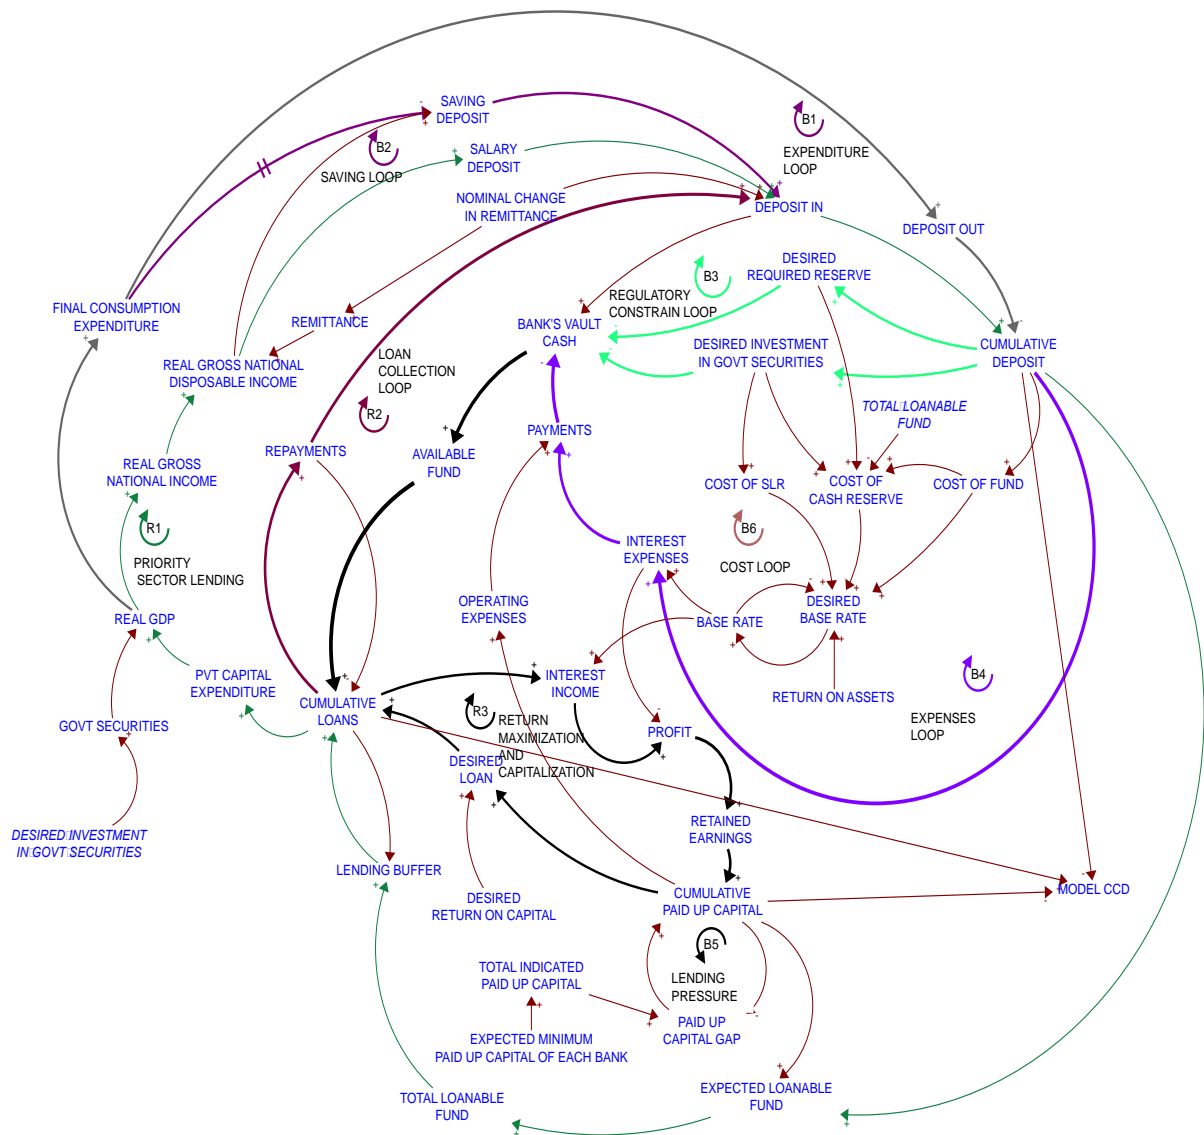 B1
SAVING
DEPOSIT
B2
SALARY
DEPOSIT
EXPENDITURE
LOOP
SAVING LOOP
NOMINAL CHANGE
IN REMITTANCE
DEPOSIT IN
DEPOSIT OUT
DESIRED
REQUIRED RESERVE
B3
REGULATORY
CONSTRAIN LOOP
FINAL CONSUMPTION
EXPENDITURE
REMITTANCE
BANK'S VAULT
CASH
DESIRED INVESTMENT
IN GOVT SECURITIES
CUMULATIVE
DEPOSIT
REAL GROSS NATIONAL
DISPOSABLE INCOME
LOAN
COLLECTION
LOOP
R2
TOTAL LOANABLE
FUND
REPAYMENTS
AVAILABLE
FUND
PAYMENTS
REAL GROSS
NATIONAL INCOME
COST OF SLR
COST OF
CASH RESERVE
COST OF FUND
R1
PRIORITY
SECTOR LENDING
B6
COST LOOP
INTEREST
EXPENSES
OPERATING
EXPENSES
DESIRED
BASE RATE
BASE RATE
REAL GDP
PVT CAPITAL
EXPENDITURE
INTEREST
INCOME
RETURN ON ASSETS
B4
EXPENSES
LOOP
CUMULATIVE
LOANS
R3
RETURN
MAXIMIZATION
AND
CAPITALIZATION
GOVT SECURITIES
PROFIT
DESIRED
LOAN
RETAINED
EARNINGS
DESIRED INVESTMENT
IN GOVT SECURITIES
LENDING BUFFER
DESIRED
RETURN ON CAPITAL
CUMULATIVE
PAID UP CAPITAL
MODEL CCD
B5
LENDING
PRESSURE
TOTAL INDICATED
PAID UP CAPITAL
PAID UP
CAPITAL GAP
EXPECTED MINIMUM
PAID UP CAPITAL OF EACH BANK
TOTAL LOANABLE
FUND
EXPECTED LOANABLE
FUND